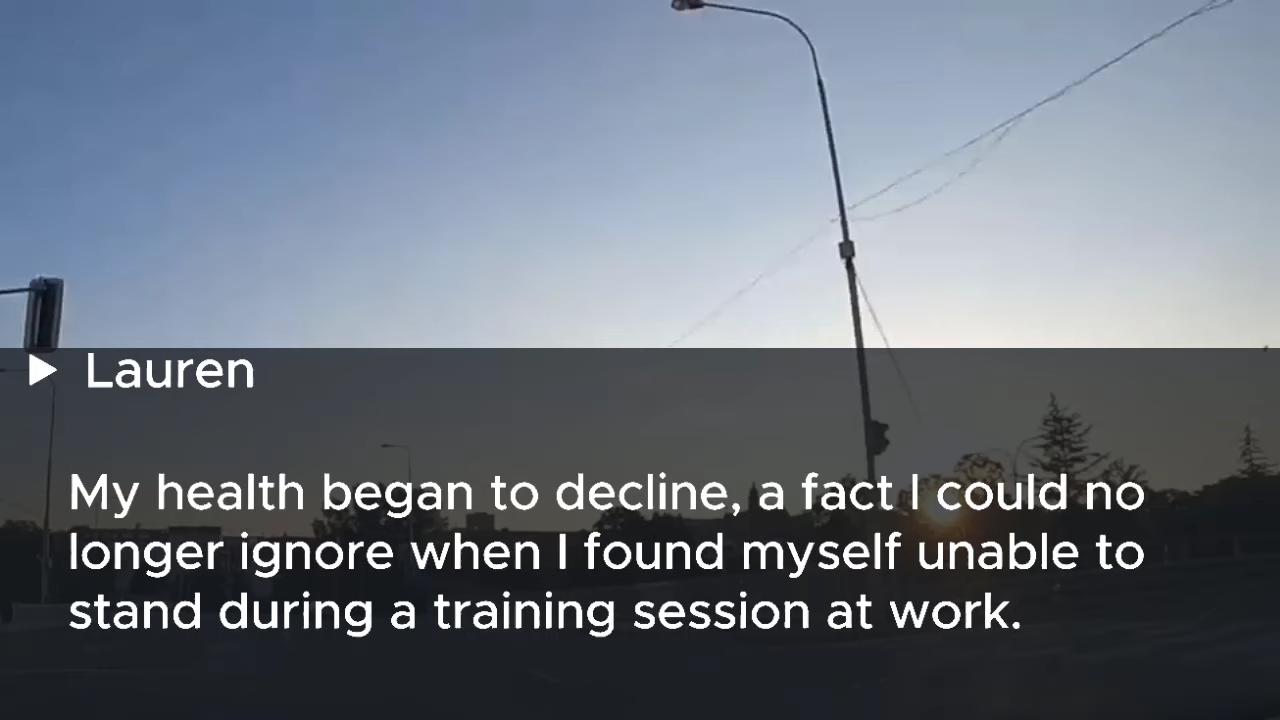 Lauren
My health began to decline, a fact I could no
longer ignore when I found myself unable to
stand during a training session at work.